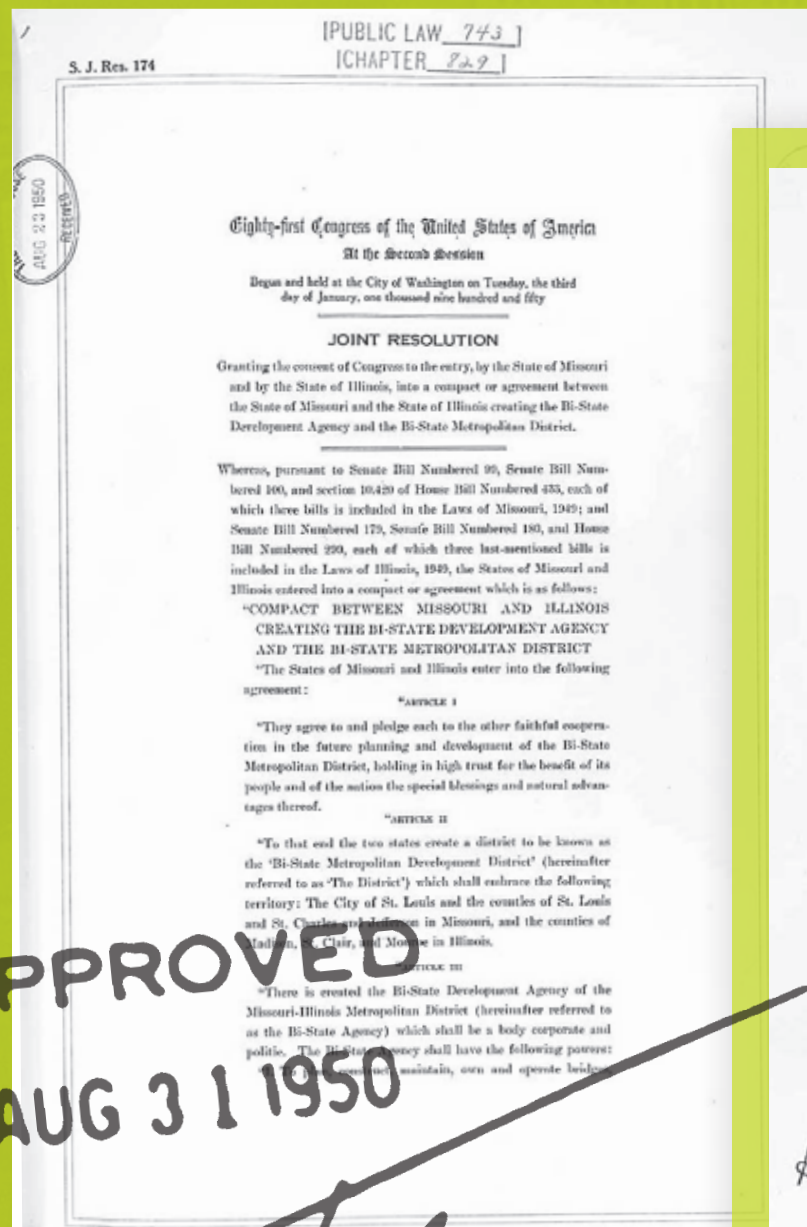 [PUBLIC LAW 743 ]
[CHAPTER 829 ]
S. J. Res. 174
AUG 23 1950
RECEIVED
Eighty-first Congress of the United States of America
At the Second Session
Begun and held at the City of Washington on Tuesday, the third
day of January, one thousand nine hundred and fifty
JOINT RESOLUTION
Granting the consent of Congress to the entry, by the State of Missouri
and by the State of Illinois, into a compact or agreement between
the State of Missouri and the State of Illinois creating the Bi-State
Development Agency and the Bi-State Metropolitan District.
Whereas, pursuant to Senate Bill Numbered 99, Senate Bill Num-
bered 100, and section 10.420 of House Bill Numbered 435, each of
which three bills is included in the Laws of Missouri, 1949; and
Senate Bill Numbered 179, Senate Bill Numbered 180, and House
Bill Numbered each of which three last-mentioned bills is
included in the Laws of Illinois, 1949, the States of Missouri and
Illinois entered into a compact or agreement which is as follows:
"COMPACT BETWEEN MISSOURI AND ILLINOIS
CREATING THE BI-STATE DEVELOPMENT AGENCY
AND THE BI-STATE METROPOLITAN DISTRICT
"The States of Missouri and Illinois enter into the following
agreement:
"ARTICLE I
"They agree to and pledge each to the other faithful coopera-
tion in the future planning and development of the Bi-State
Metropolitan District, holding in high trust for the benefit of its
people and of the nation the special blessings and natural advan-
tages thereof.
"ARTICLE II
"To that end the two states create a district to be known as
the 'Bi-State Metropolitan Development District' (hereinafter
referred to as 'The District') which shall embrace the following
territory: The City of St. Louis and the counties of St. Louis
and St. Charles and Jefferson in Missouri, and the counties of
Madison, St. Clair, and Monroe in Illinois.
"ARTICLE III
"There is created the Bi-State Development Agency of the
Missouri-Illinois Metropolitan District (hereinafter referred to
as the Bi-State Agency) which shall be a body corporate and
politic. The Bi-State Agency shall have the following powers:
To plan, construct, maintain, own and operate bridges,
PPROVED
AUG 31 1950